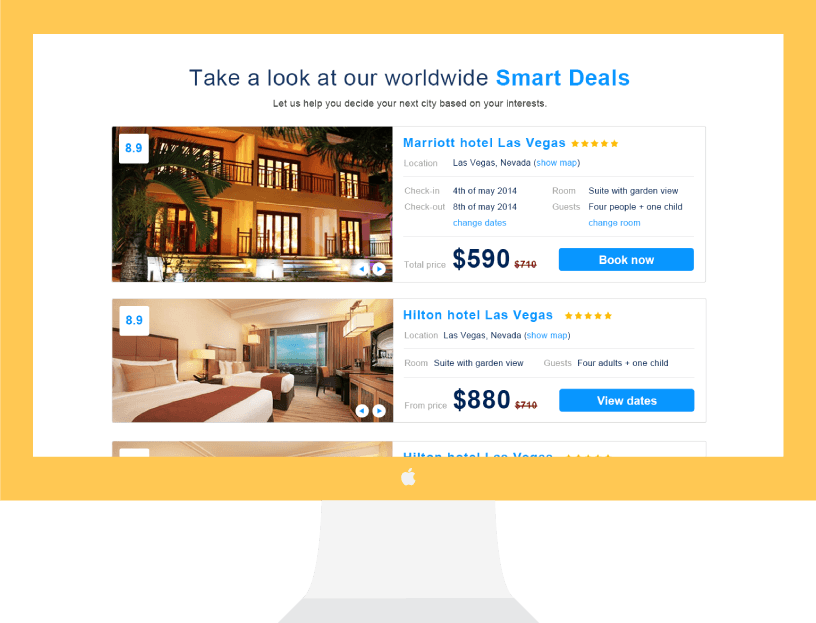 Take a look at our worldwide Smart Deals
Let us help you decide your next city based on your interests.
8.9
Marriott hotel Las Vegas
Location Las Vegas, Nevada (show map)
Check-in 4th of may 2014 Room Suite with garden view
Check-out 8th of may 2014 Guests Four people + one child
change dates change room
Total price $590 $710 Book now
8.9
Hilton hotel Las Vegas
Location Las Vegas, Nevada (show map)
Room Suite with garden view Guests Four adults + one child
From price $880 $710 View dates
Hilton hotel Las Vegas